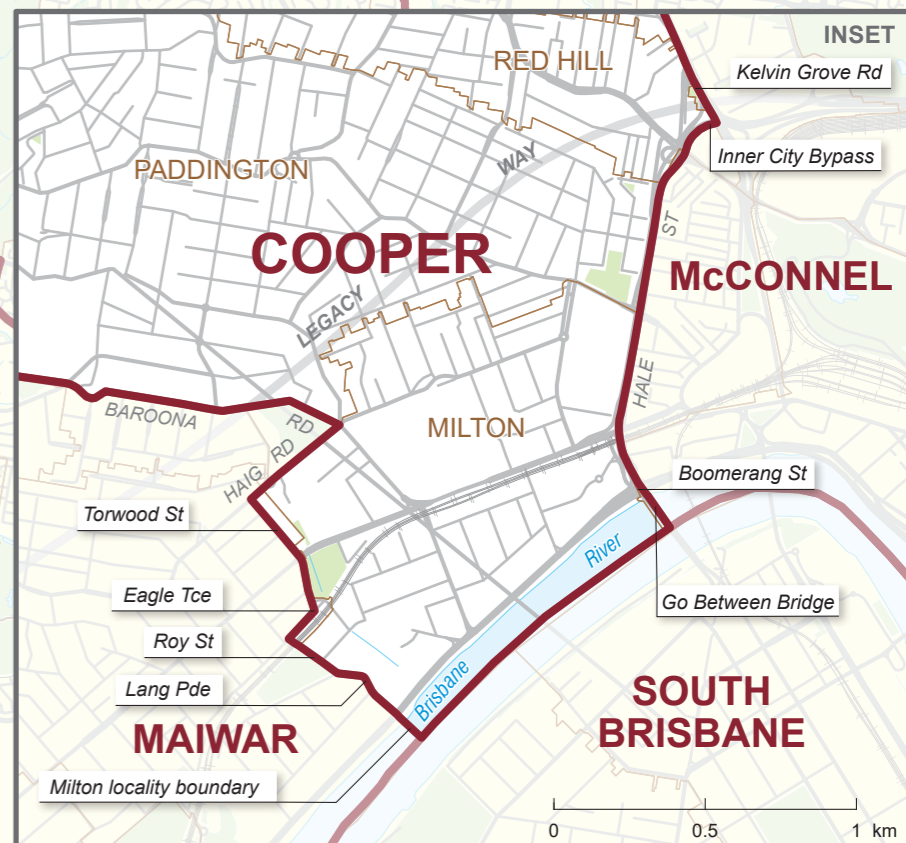 INSET
RED HILL
Kelvin Grove Rd
Inner City Bypass
PADDINGTON
WAY
COOPER
ST
McCONNEL
LEGACY
HALE
BAROONA
RD
MILTON
HAIG RD
Boomerang St
Torwood St
River
Eagle Tce
Go Between Bridge
Roy St
Lang Pde
Brisbane
SOUTH
BRISBANE
MAIWAR
Milton locality boundary
0 0.5 1 km